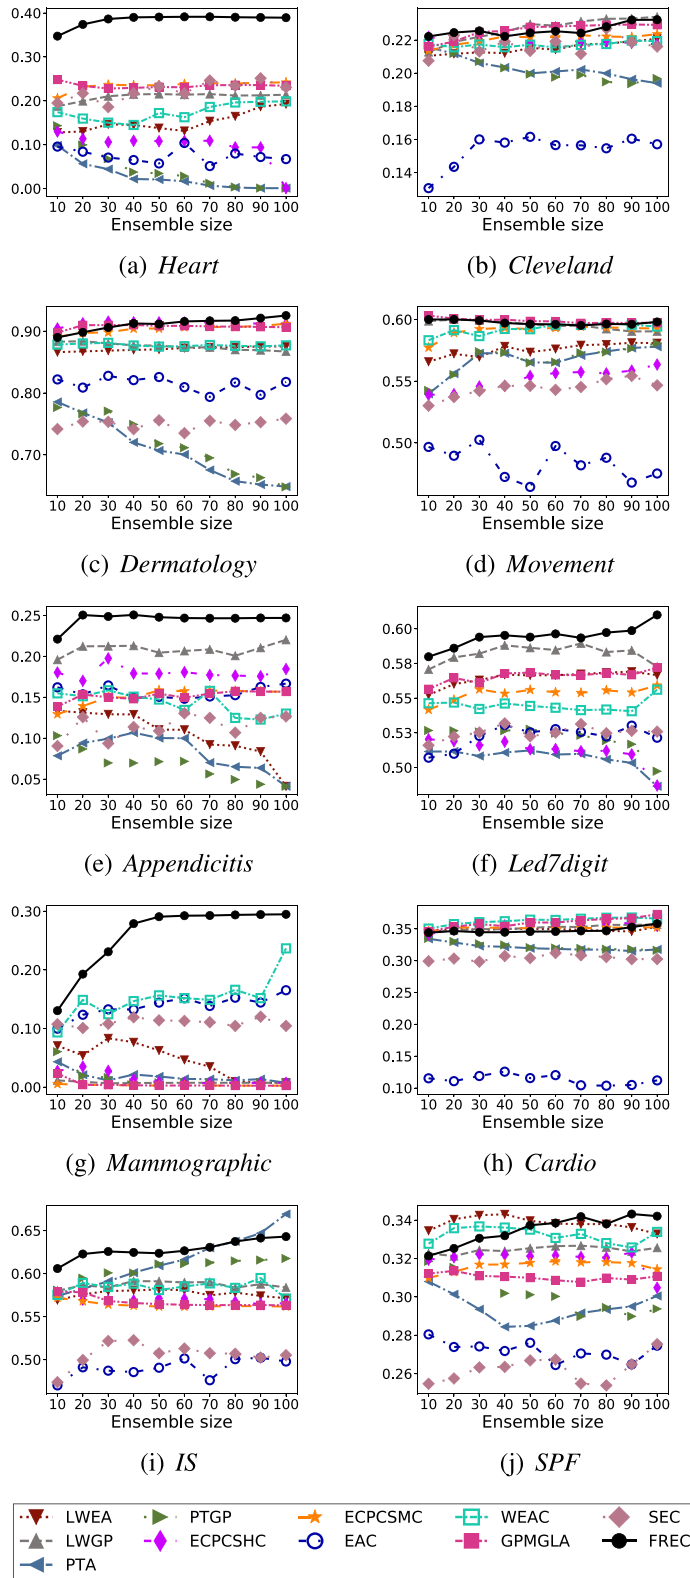 0.40
0.30
0.20
0.10
0.00
10 20 30 40 50 60 70 80 90 100
Ensemble size
(a) Heart
0.22
0.20
0.16
0.14
10 20 30 40 50 60 70 80 90 100
Ensemble size
(b) Cleveland
0.90
0.80
0.70
10 20 30 40 50 60 70 80 90 100
Ensemble size
(c) Dermatology
0.60
0.55
0.50
10 20 30 40 50 60 70 80 90 100
Ensemble size
(d) Movement
0.25
0.20
0.15
0.10
0.05
10 20 30 40 50 60 70 80 90 100
Ensemble size
(e) Appendicitis
0.60
0.58
0.55
0.53
0.50
10 20 30 40 50 60 70 80 90 100
Ensemble size
(f) Led7digit
0.30
0.20
0.10
0.00
10 20 30 40 50 60 70 80 90 100
Ensemble size
(g) Mammographic
0.35
0.30
0.15
0.10
10 20 30 40 50 60 70 80 90 100
Ensemble size
(h) Cardio
0.65
0.60
0.55
0.50
10 20 30 40 50 60 70 80 90 100
Ensemble size
(i) IS
0.34
0.32
0.30
0.28
0.26
10 20 30 40 50 60 70 80 90 100
Ensemble size
(j) SPF
LWEA PTGP ECPCSMC WEAC SEC
LWGP ECPCSHC EAC GPMGLA FREC
PTA